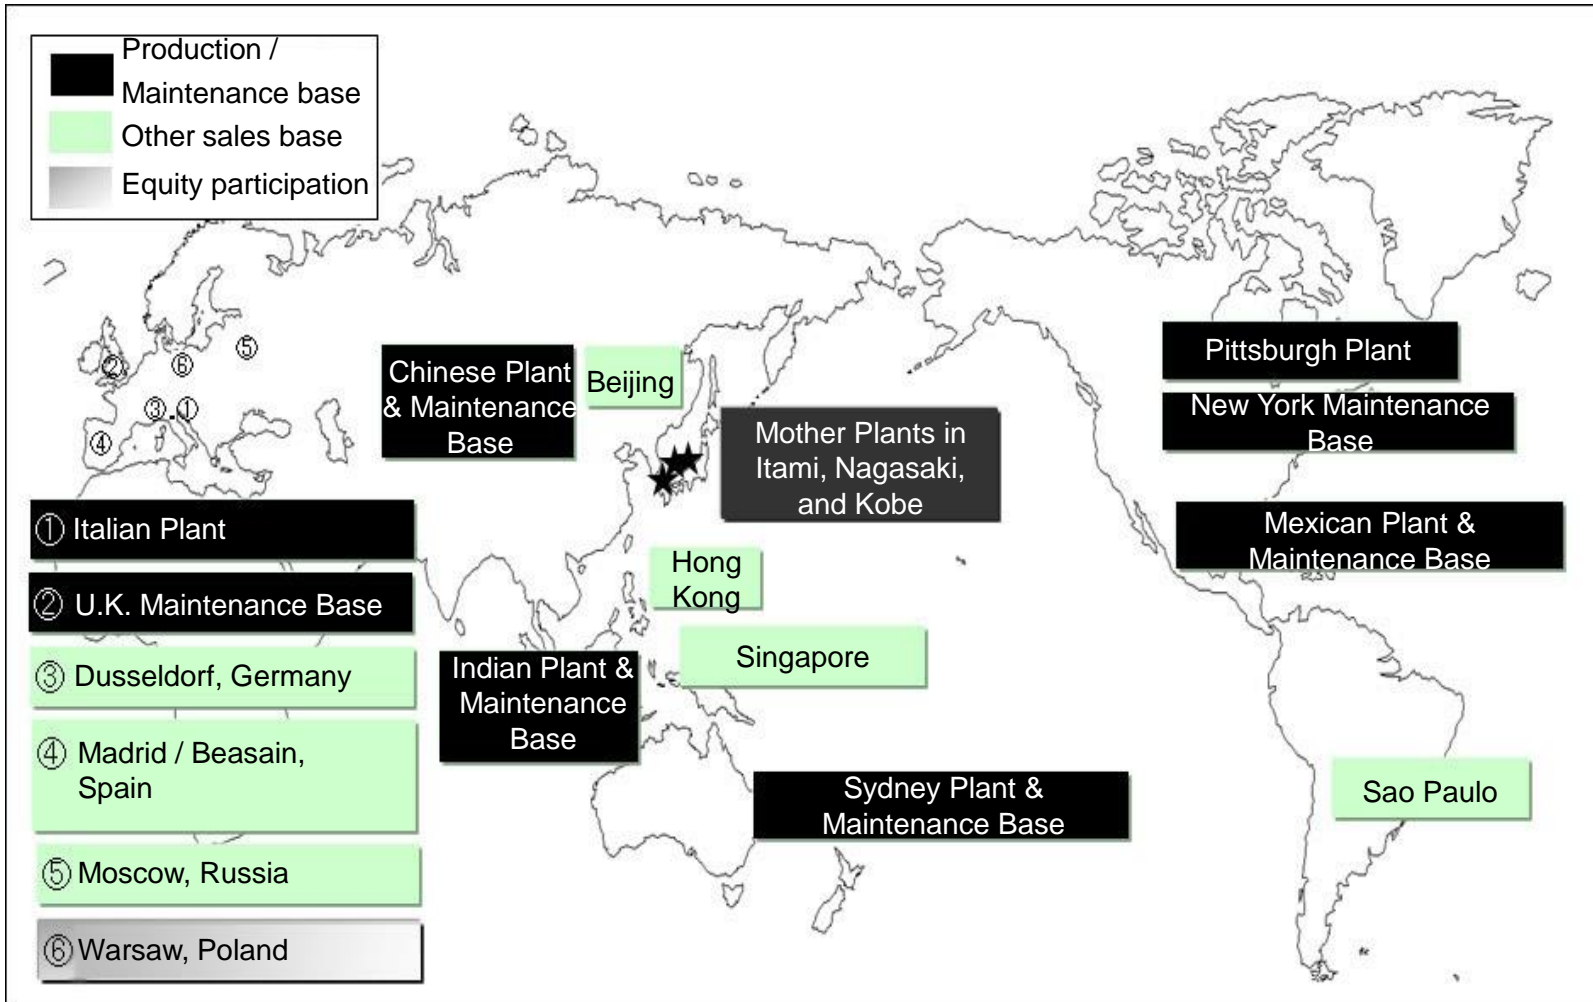 Production /
Maintenance base
Other sales base
Equity participation
⑤
②
⑥
③
①
④
Chinese Plant
& Maintenance
Base
Beijing
Mother Plants in
Itami, Nagasaki,
and Kobe
Pittsburgh Plant
New York Maintenance
Base
Mexican Plant &
Maintenance Base
① Italian Plant
② U.K. Maintenance Base
③ Dusseldorf, Germany
④ Madrid / Beasain,
Spain
⑤ Moscow, Russia
⑥ Warsaw, Poland
Hong
Kong
Singapore
Indian Plant &
Maintenance
Base
Sydney Plant &
Maintenance Base
Sao Paulo